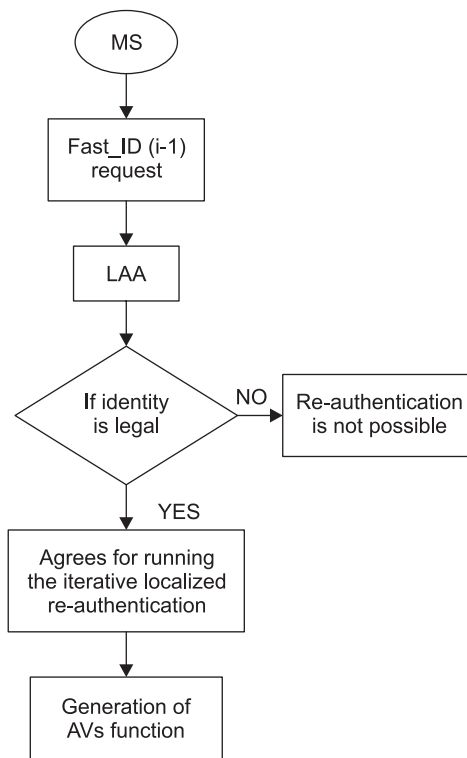 MS
Fast_ID (i-1)
request
LAA
If identity
is legal
NO
Re-authentication
is not possible
YES
Agrees for running
the iterative localized
re-authentication
Generation of
AVs function